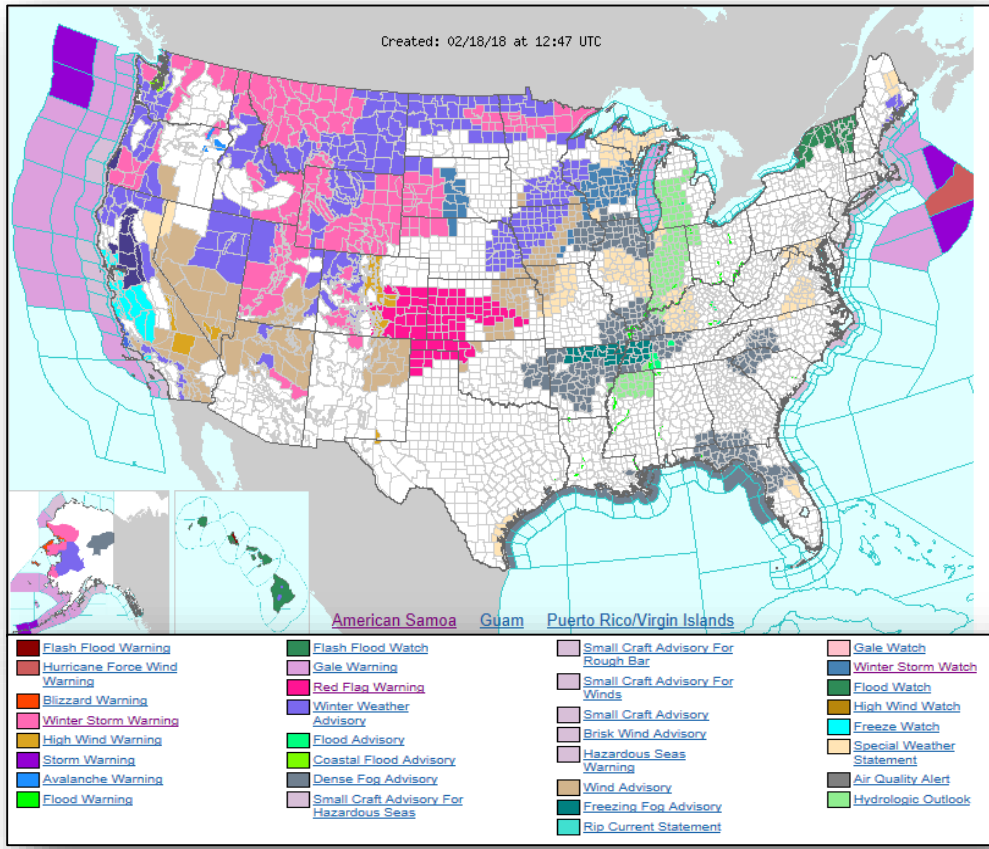 Created: 02/18/18 at 12:47 UTC
American Samoa Guam Puerto Rico/Virgin Islands
Flash Flood Warning
Hurricane Force Wind
Warning
Blizzard Warning
Winter Storm Warning
High Wind Warning
Storm Warning
Avalanche Warning
Flood Warning
Flash Flood Watch
Gale Warning
Red Flag Warning
Winter Weather
Advisory
Flood Advisory
Coastal Flood Advisory
Dense Fog Advisory
Small Craft Advisory For
Hazardous Seas
Small Craft Advisory For
Rough Bar
Small Craft Advisory For
Winds
Small Craft Advisory
Brisk Wind Advisory
Hazardous Seas
Warning
Wind Advisory
Freezing Fog Advisory
Rip Current Statement
Gale Watch
Winter Storm Watch
Flood Watch
High Wind Watch
Freeze Watch
Special Weather
Statement
Air Quality Alert
Hydrologic Outlook